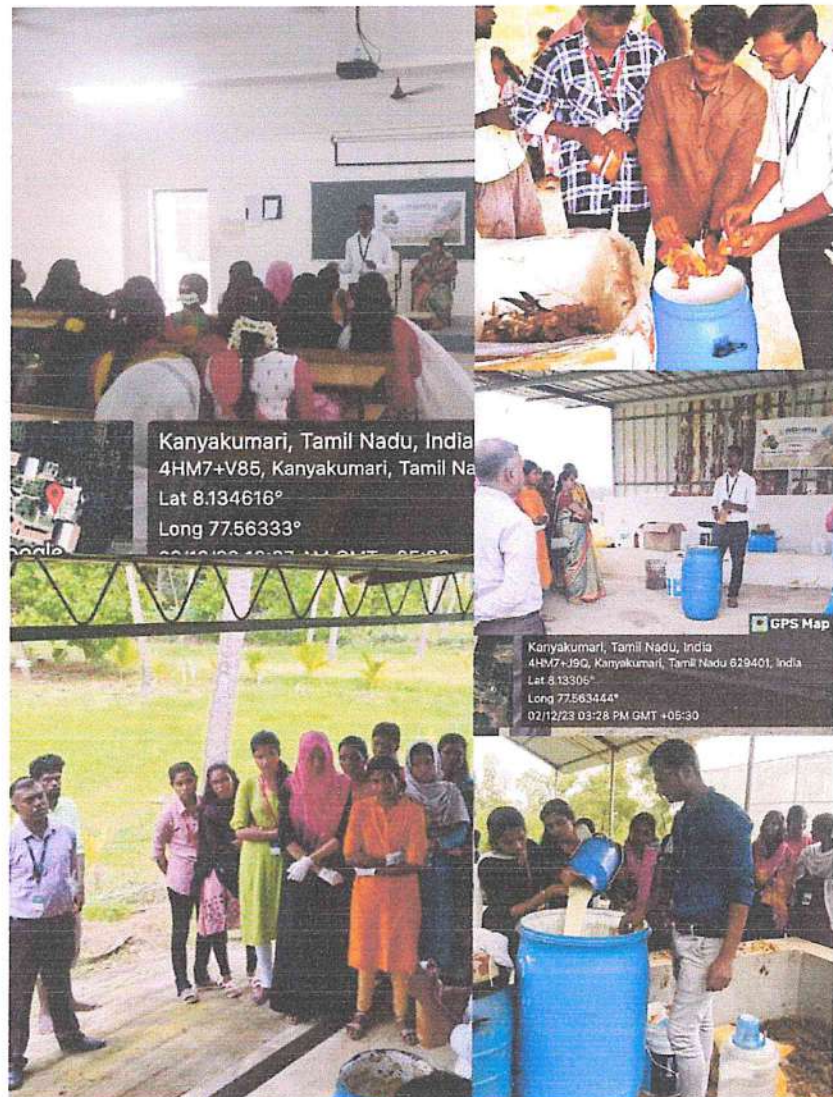 Kanyakumari, Tamil Nadu, India
4HM7+V85, Kanyakumari, Tamil Na
Lat 8.134616°
Long 77.56333°
GPS Map
Kanyakumari, Tamil Nadu, India
4HM7+J9Q, Kanyakumari, Tamil Nadu 629401, India
Lat 8.13305°
Long 77.563444°
02/12/23 03:28 PM GMT +05:30